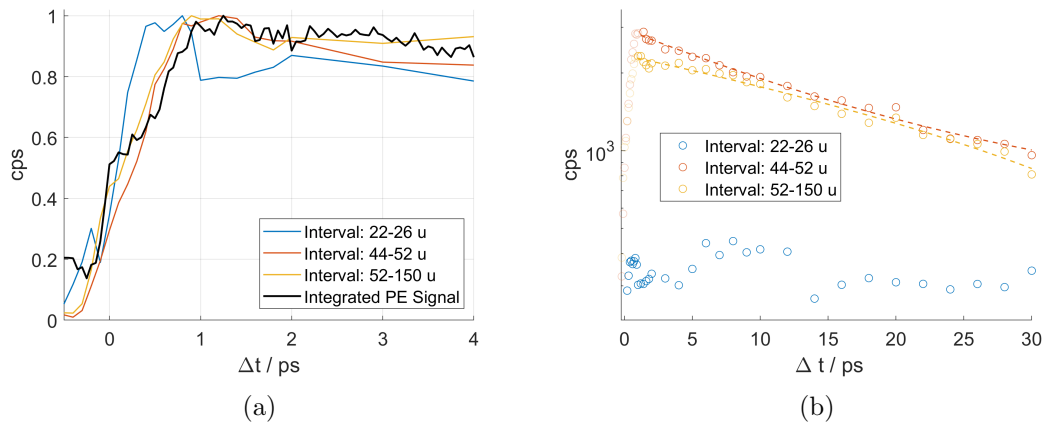 1
0.8
0.6
0.4
0.2
0
cps
0
1
2
3
4
Δt / ps
Interval: 22-26 u
Interval: 44-52 u
Interval: 52-150 u
Integrated PE Signal
(a)
10³
cps
0
5
10
15
20
25
30
Δ t / ps
Interval: 22-26 u
Interval: 44-52 u
Interval: 52-150 u
(b)